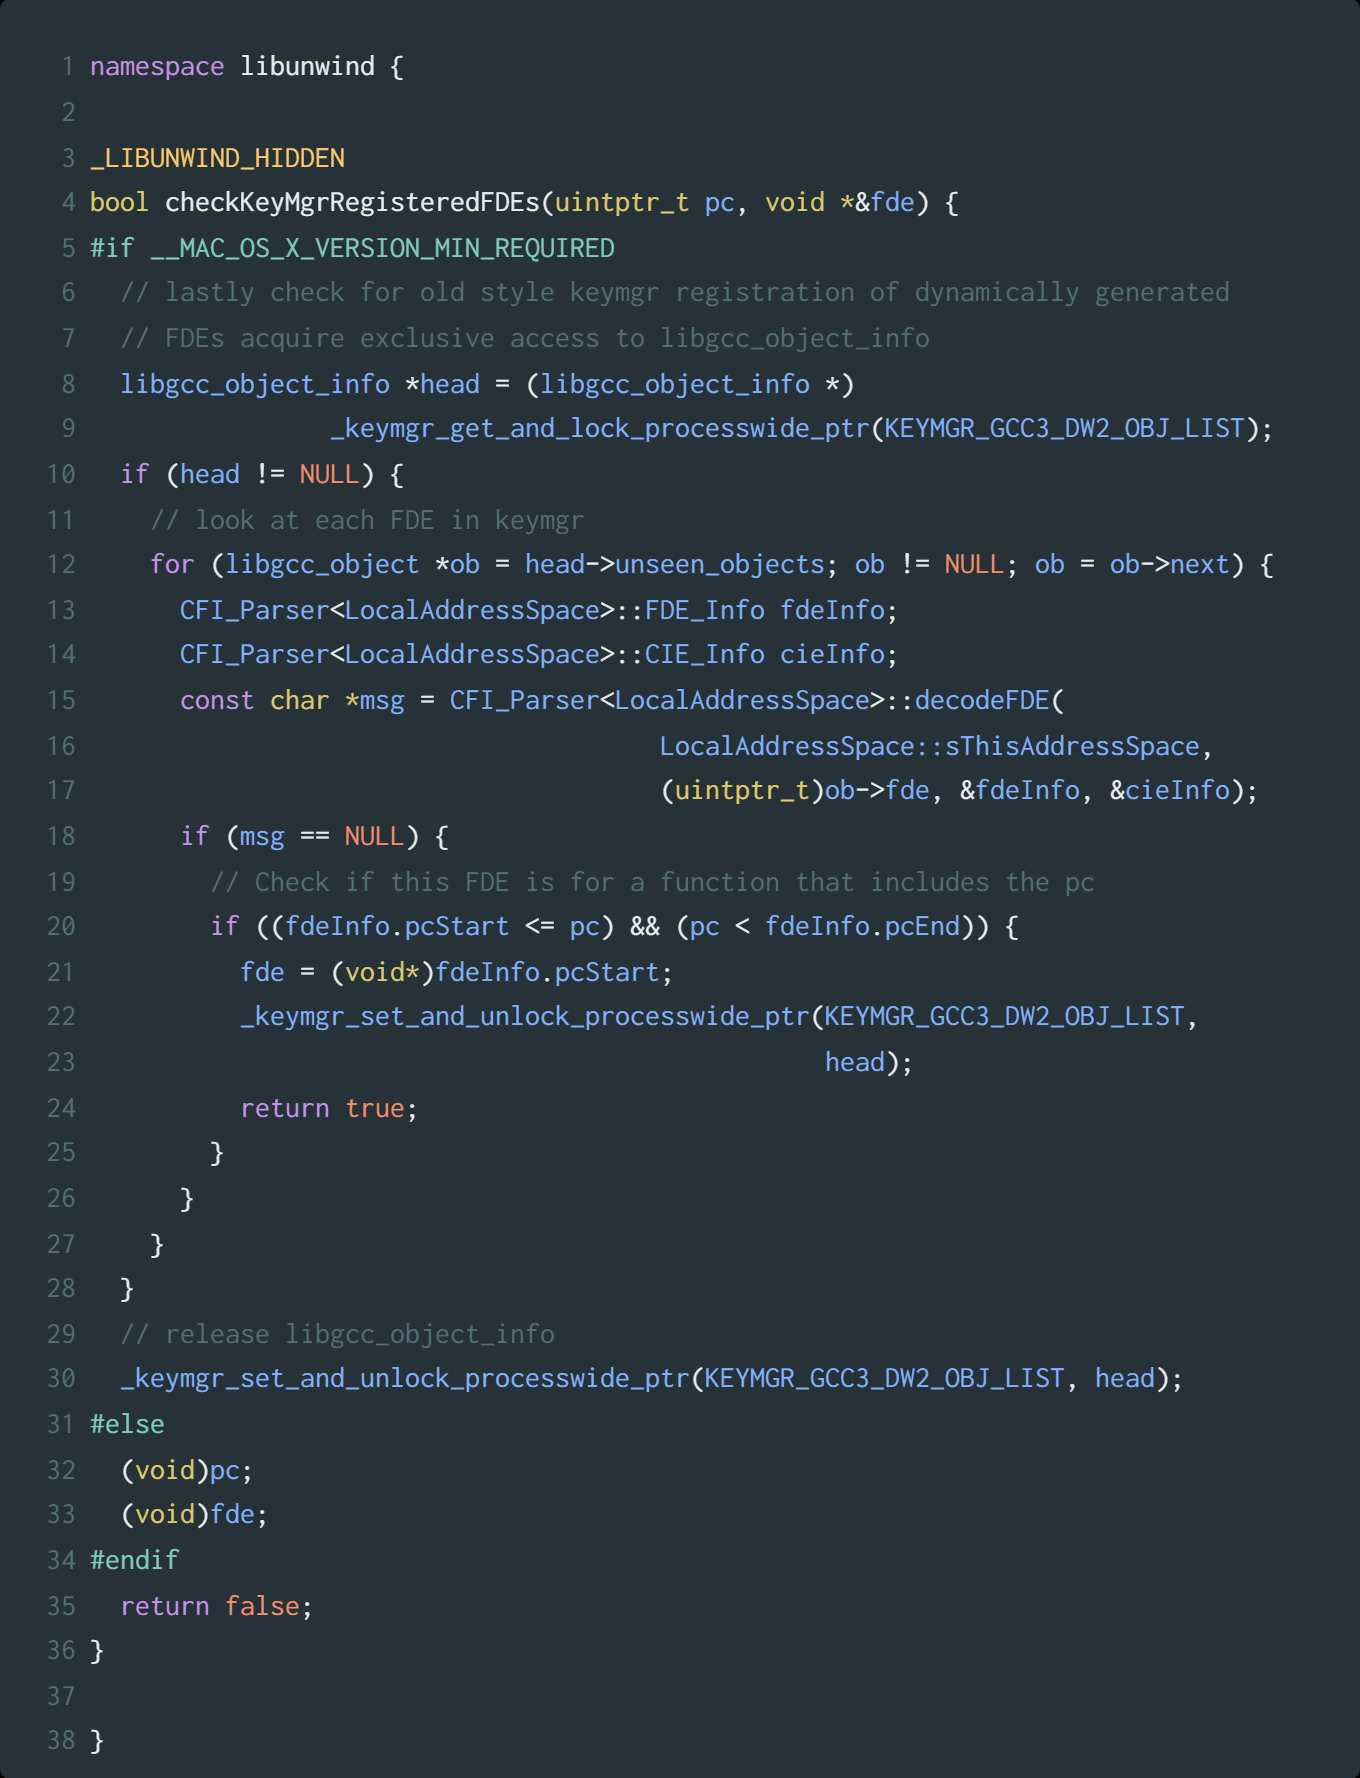 1 namespace libunwind {
2
3 _LIBUNWIND_HIDDEN
4 bool checkKeyMgrRegisteredFDEs(uintptr_t pc, void *&fde) {
5 #if __MAC_OS_X_VERSION_MIN_REQUIRED
6   // lastly check for old style keymgr registration of dynamically generated
7   // FDEs acquire exclusive access to libgcc_object_info
8   libgcc_object_info *head = (libgcc_object_info *)
9                 _keymgr_get_and_lock_processwide_ptr(KEYMGR_GCC3_DW2_OBJ_LIST);
10   if (head != NULL) {
11     // look at each FDE in keymgr
12     for (libgcc_object *ob = head->unseen_objects; ob != NULL; ob = ob->next) {
13       CFI_Parser<LocalAddressSpace>::FDE_Info fdeInfo;
14       CFI_Parser<LocalAddressSpace>::CIE_Info cieInfo;
15       const char *msg = CFI_Parser<LocalAddressSpace>::decodeFDE(
16                                       LocalAddressSpace::sThisAddressSpace,
17                                       (uintptr_t)ob->fde, &fdeInfo, &cieInfo);
18       if (msg == NULL) {
19         // Check if this FDE is for a function that includes the pc
20         if ((fdeInfo.pcStart <= pc) && (pc < fdeInfo.pcEnd)) {
21           fde = (void*)fdeInfo.pcStart;
22           _keymgr_set_and_unlock_processwide_ptr(KEYMGR_GCC3_DW2_OBJ_LIST,
23                                                  head);
24           return true;
25         }
26       }
27     }
28   }
29   // release libgcc_object_info
30   _keymgr_set_and_unlock_processwide_ptr(KEYMGR_GCC3_DW2_OBJ_LIST, head);
31 #else
32   (void)pc;
33   (void)fde;
34 #endif
35   return false;
36 }
37
38 }